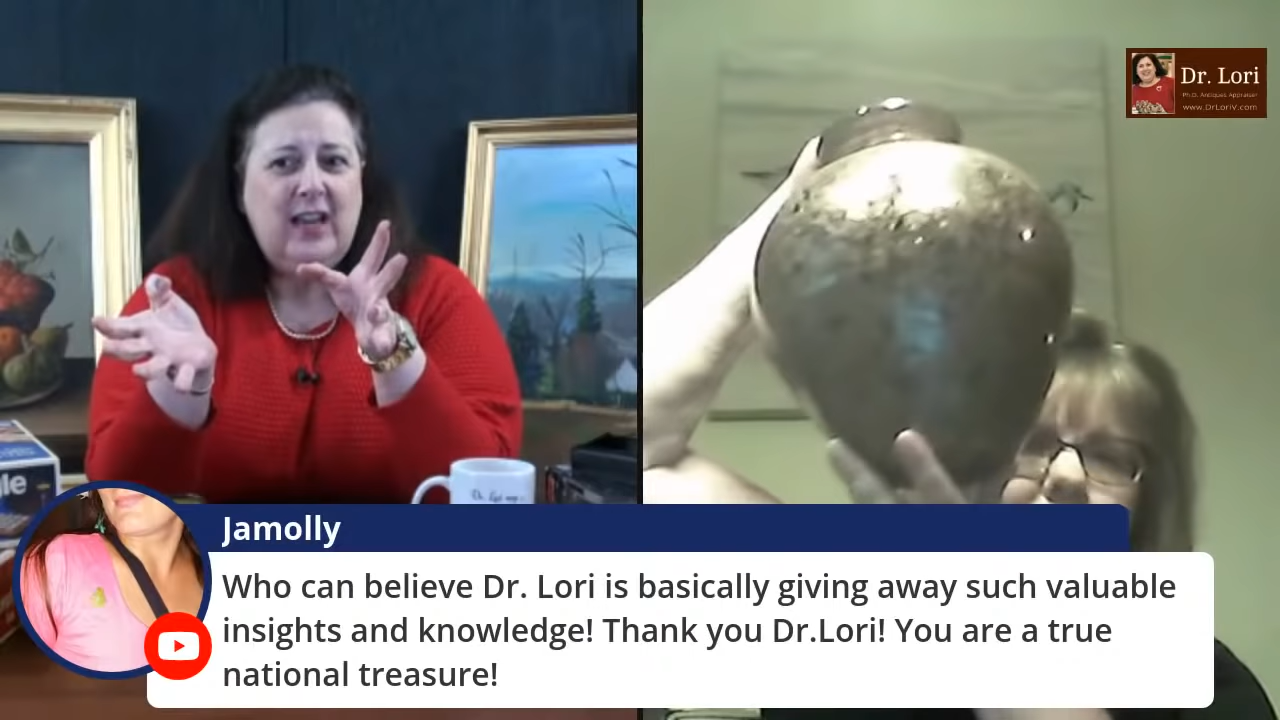 Dr. Lori
Ph.D. Antiques Appraiser
www.DrLoriV.com
Jamolly
Who can believe Dr. Lori is basically giving away such valuable
insights and knowledge! Thank you Dr.Lori! You are a true
national treasure!